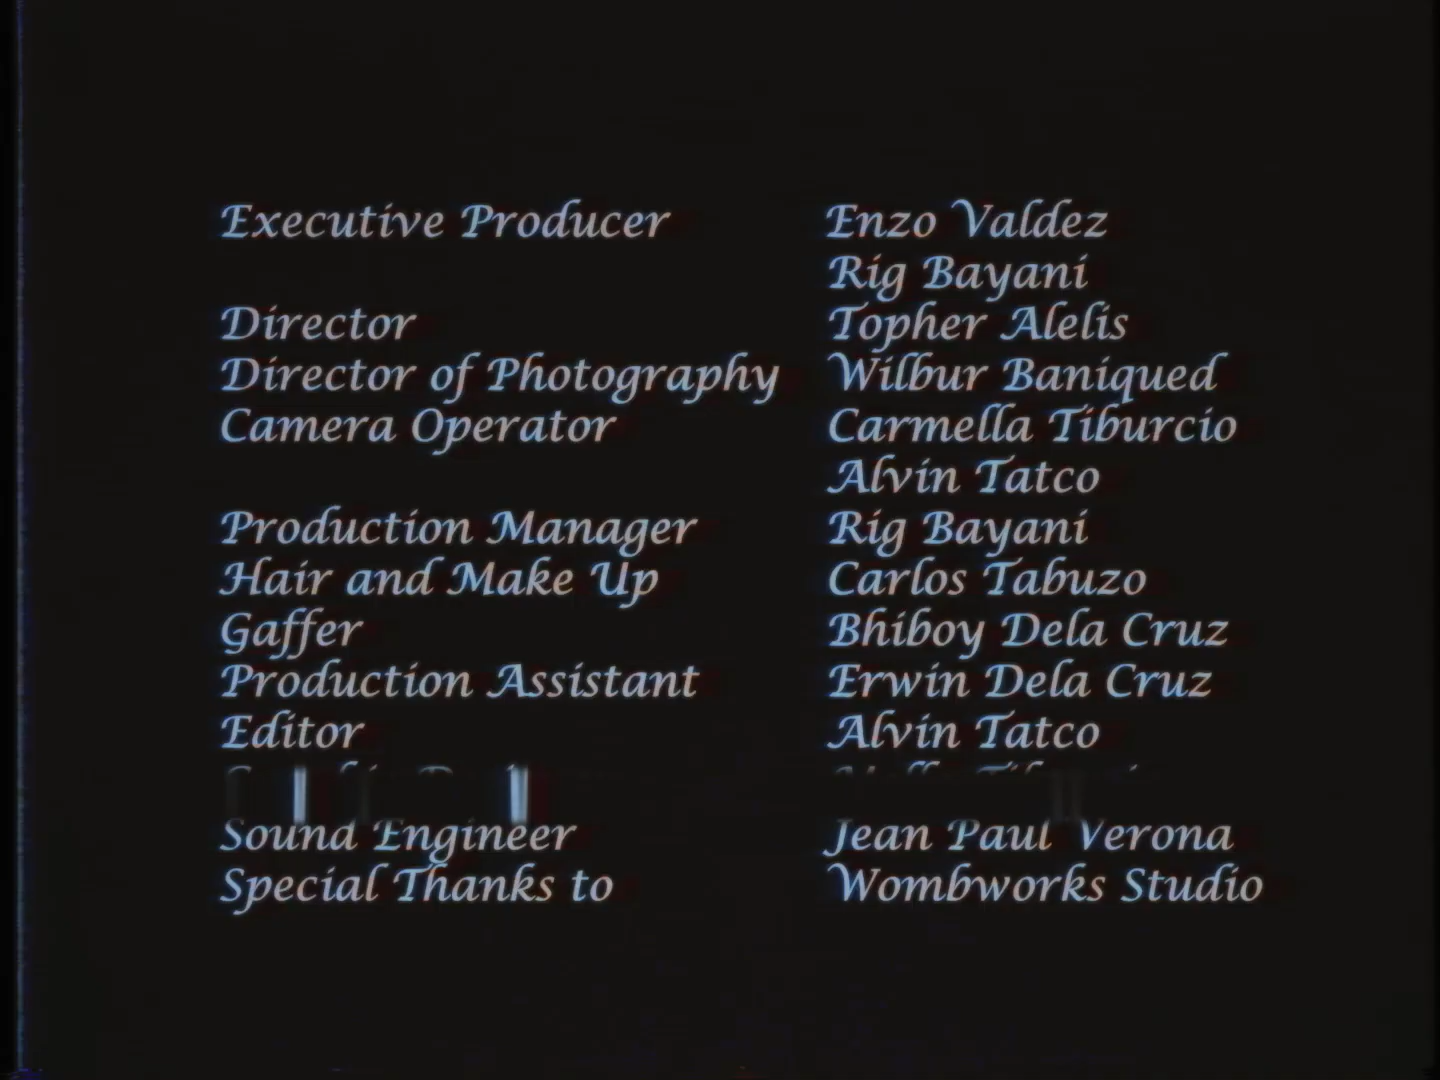 Executive Producer Enzo Valdez
Rig Bayani
Director Topher Alelis
Director of Photography Wilbur Baniqued
Camera Operator Carmella Tiburcio
Alvin Tatco
Production Manager Rig Bayani
Hair and Make Up Carlos Tabuzo
Gaffer Bhiboy Dela Cruz
Production Assistant Erwin Dela Cruz
Editor Alvin Tatco
Sound Engineer Jean Paul Verona
Special Thanks to Wombworks Studio